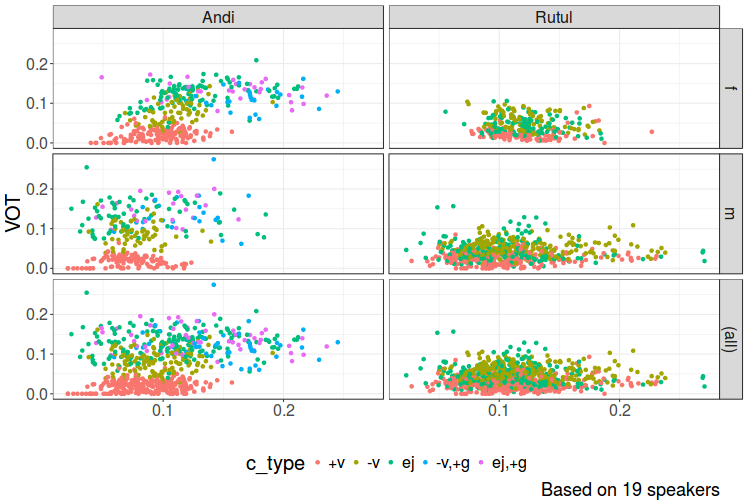 Andi Rutul
0.2
0.1
0.0
f
VOT
0.2
0.1
0.0
m
0.2
0.1
0.0
(all)
0.1 0.2 0.1 0.2
c_type +v -v ej -v,+g ej,+g
Based on 19 speakers